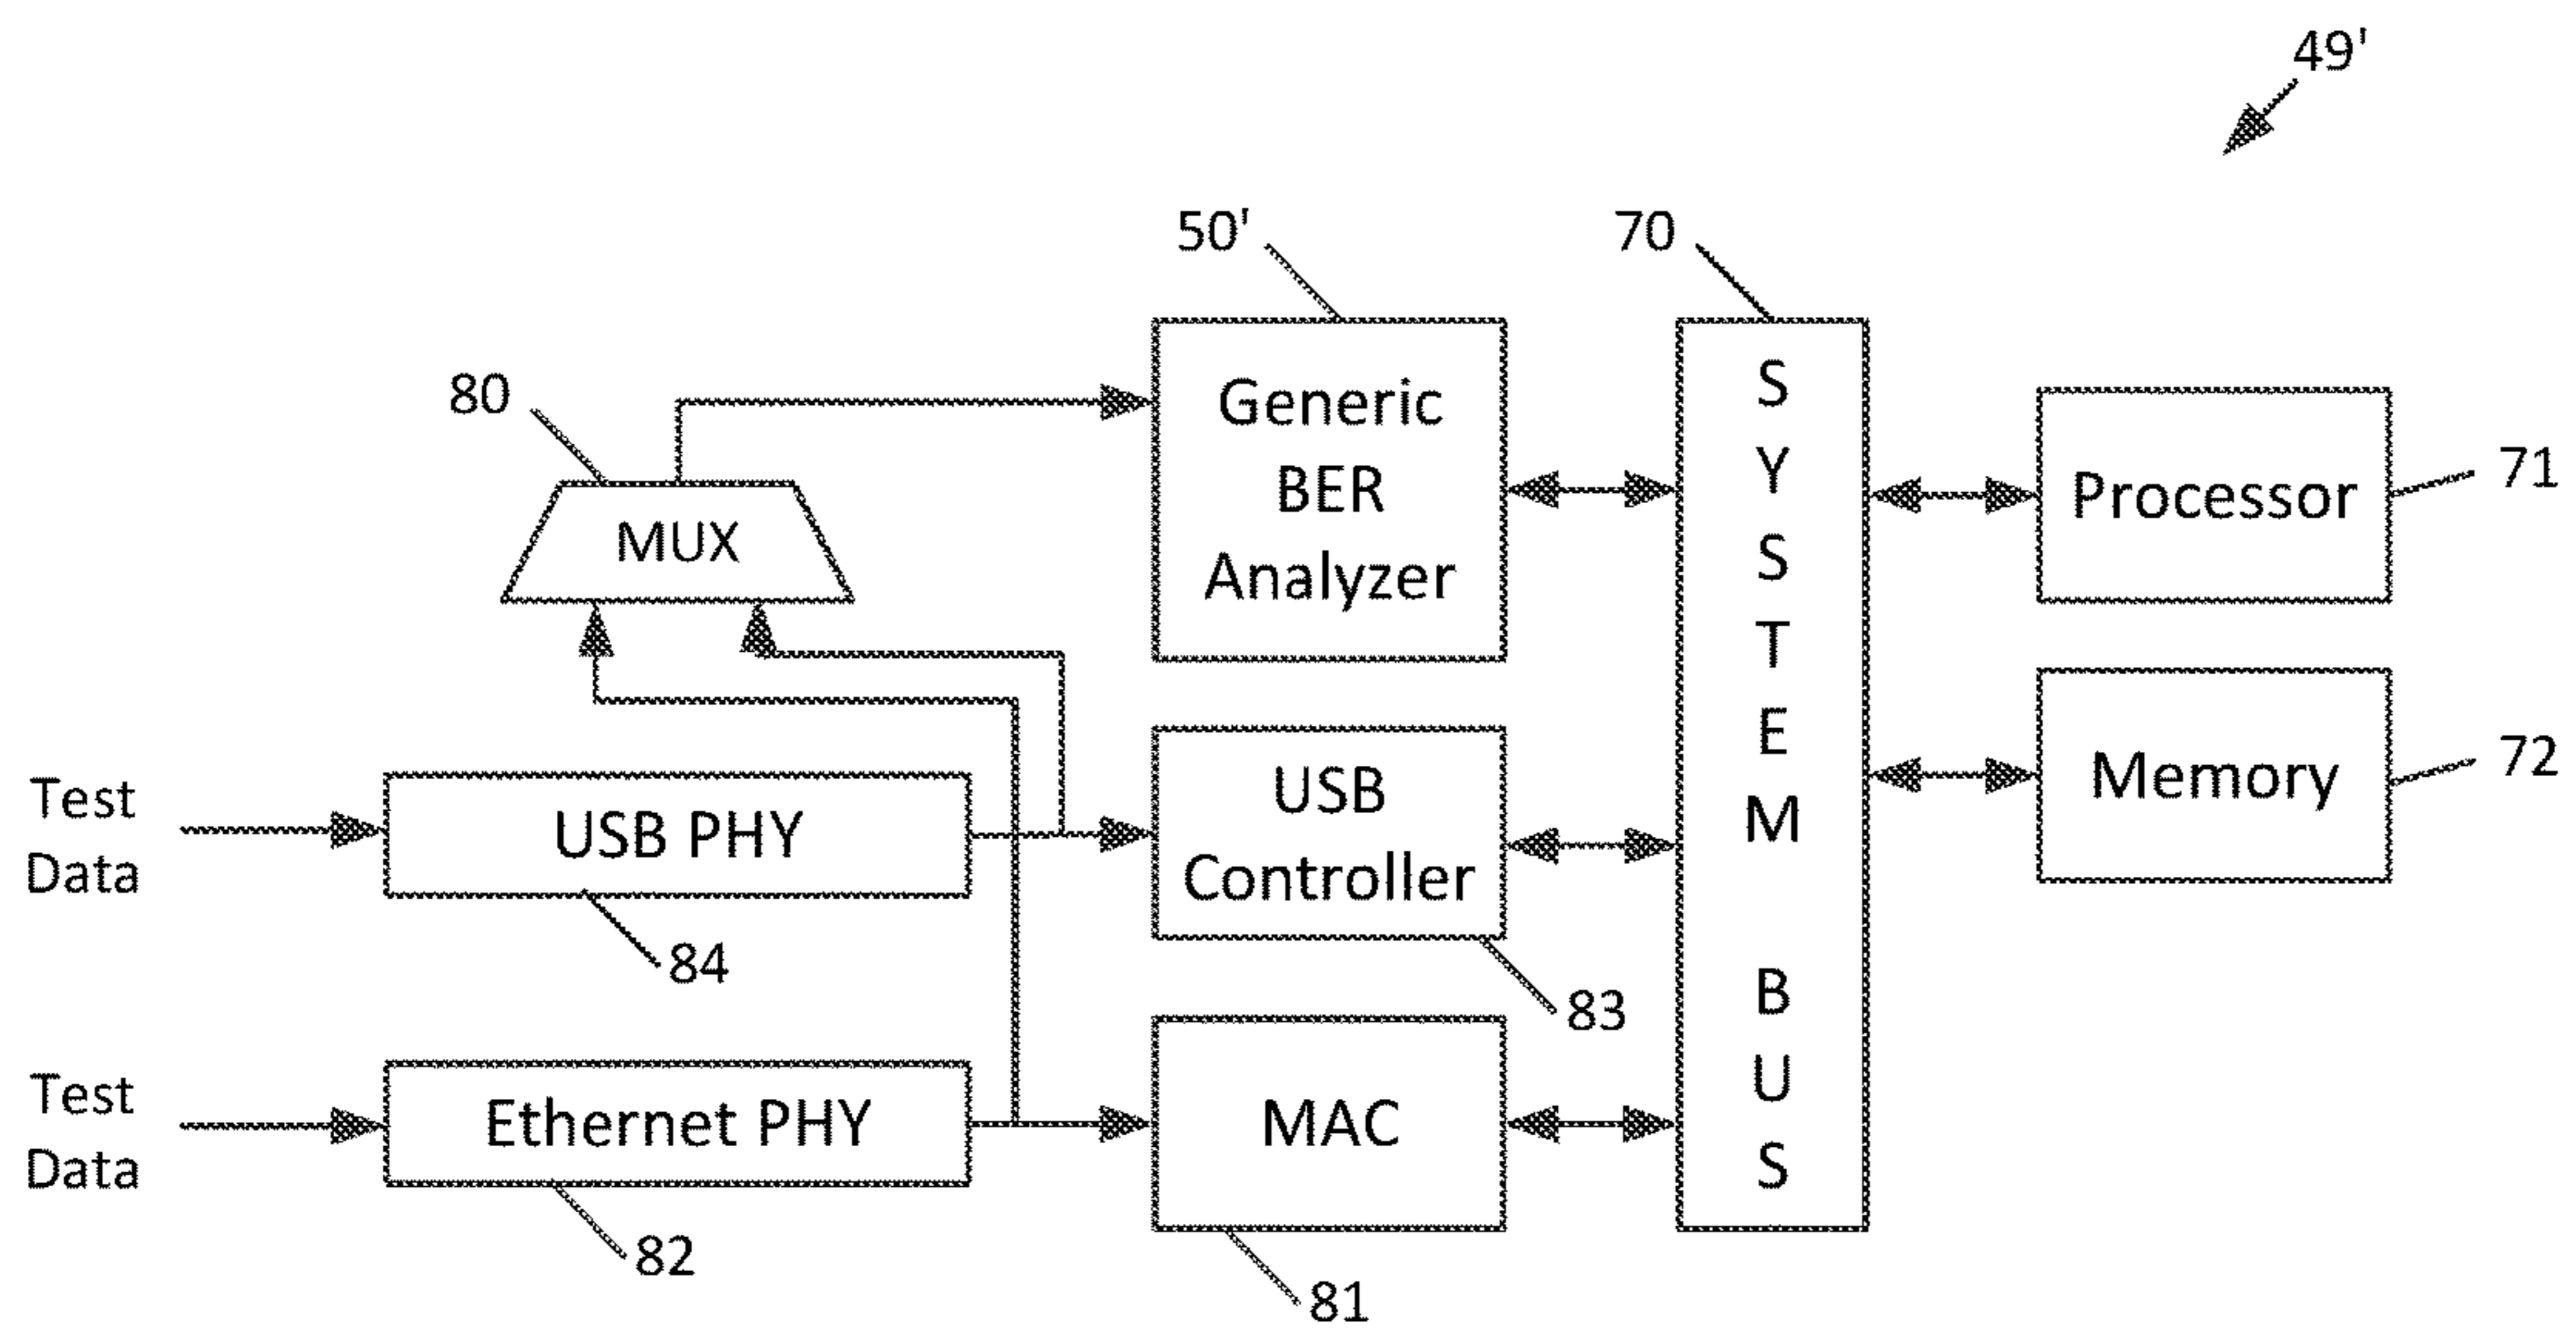 49'
50'
70
80
Generic
BER
Analyzer
MUX
S
Y
S
T
E
M
B
U
S
Processor
71
Memory
72
Test
Data
USB PHY
84
USB
Controller
83
Test
Data
Ethernet PHY
82
MAC
81